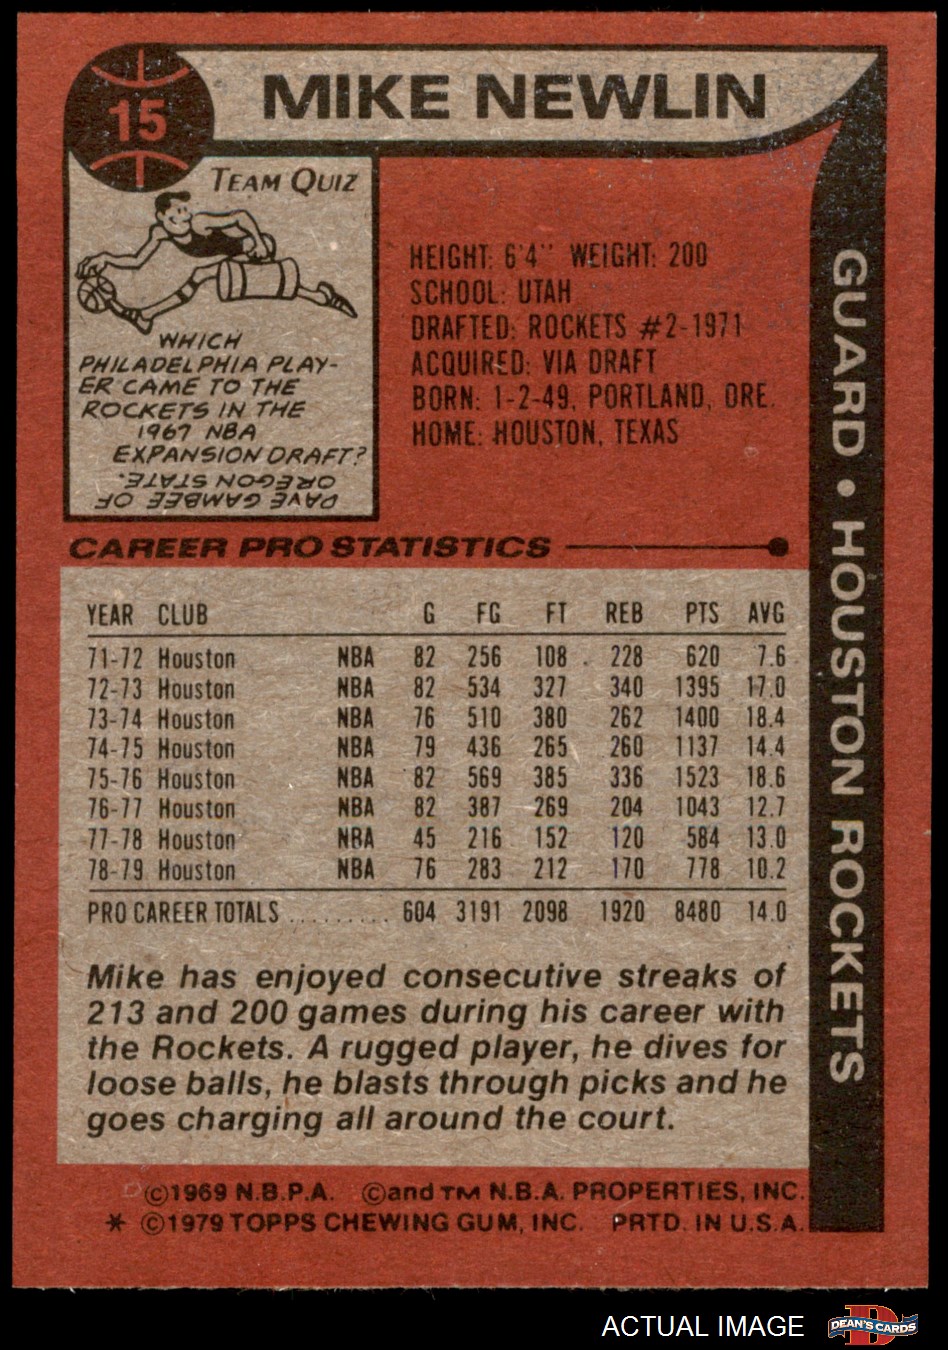 15
MIKE NEWLIN
TEAM QUIZ
WHICH
PHILADELPHIA PLAY-
ER CAME TO THE
ROCKETS IN THE
1967 NBA
EXPANSION DRAFT?
DAVE GAMBEE OF
OREGON STATE.
HEIGHT: 6'4" WEIGHT: 200
SCHOOL: UTAH
DRAFTED: ROCKETS #2-1971
ACQUIRED: VIA DRAFT
BORN: 1-2-49, PORTLAND, ORE.
HOME: HOUSTON, TEXAS
GUARD • HOUSTON ROCKETS
CAREER PRO STATISTICS
YEAR CLUB G FG FT REB PTS AVG
71-72 Houston NBA 82 256 108 228 620 7.6
72-73 Houston NBA 82 534 327 340 1395 17.0
73-74 Houston NBA 76 510 380 262 1400 18.4
74-75 Houston NBA 79 436 265 260 1137 14.4
75-76 Houston NBA 82 569 385 336 1523 18.6
76-77 Houston NBA 82 387 269 204 1043 12.7
77-78 Houston NBA 45 216 152 120 584 13.0
78-79 Houston NBA 76 283 212 170 778 10.2
PRO CAREER TOTALS ......... 604 3191 2098 1920 8480 14.0
Mike has enjoyed consecutive streaks of
213 and 200 games during his career with
the Rockets. A rugged player, he dives for
loose balls, he blasts through picks and he
goes charging all around the court.
©1969 N.B.P.A. ©and TM N.B.A. PROPERTIES, INC.
* ©1979 TOPPS CHEWING GUM, INC. PRTD. IN U.S.A.
ACTUAL IMAGE
D
DEAN'S CARDS